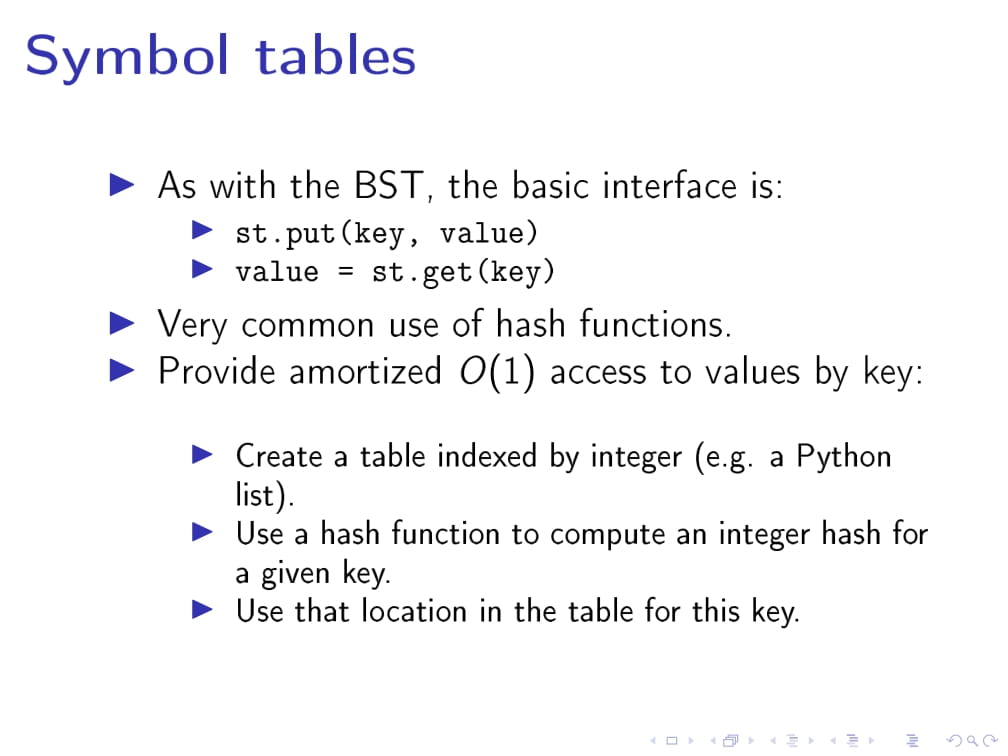 Symbol tables
As with the BST, the basic interface is:
st.put(key, value)
value = st.get(key)
Very common use of hash functions.
Provide amortized O(1) access to values by key:
Create a table indexed by integer (e.g. a Python
list).
Use a hash function to compute an integer hash for
a given key.
Use that location in the table for this key.